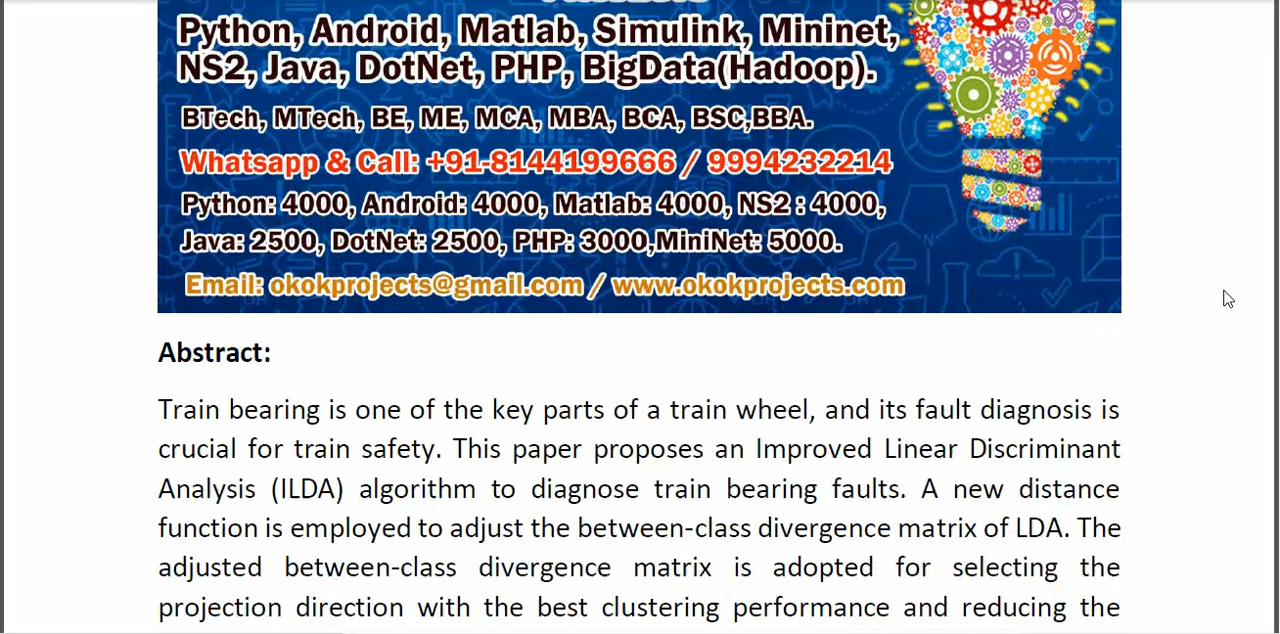 Python, Android, Matlab, Simulink, Mininet,
NS2, Java, DotNet, PHP, BigData(Hadoop).
BTech, MTech, BE, ME, MCA, MBA, BCA, BSC,BBA.
Whatsapp & Call: +91-8144199666 / 9994232214
Python: 4000, Android: 4000, Matlab: 4000, NS2 : 4000,
Java: 2500, DotNet: 2500, PHP: 3000,MiniNet: 5000.
Email: okokprojects@gmail.com / www.okokprojects.com
Abstract:
Train bearing is one of the key parts of a train wheel, and its fault diagnosis is
crucial for train safety. This paper proposes an Improved Linear Discriminant
Analysis (ILDA) algorithm to diagnose train bearing faults. A new distance
function is employed to adjust the between-class divergence matrix of LDA. The
adjusted between-class divergence matrix is adopted for selecting the
projection direction with the best clustering performance and reducing the